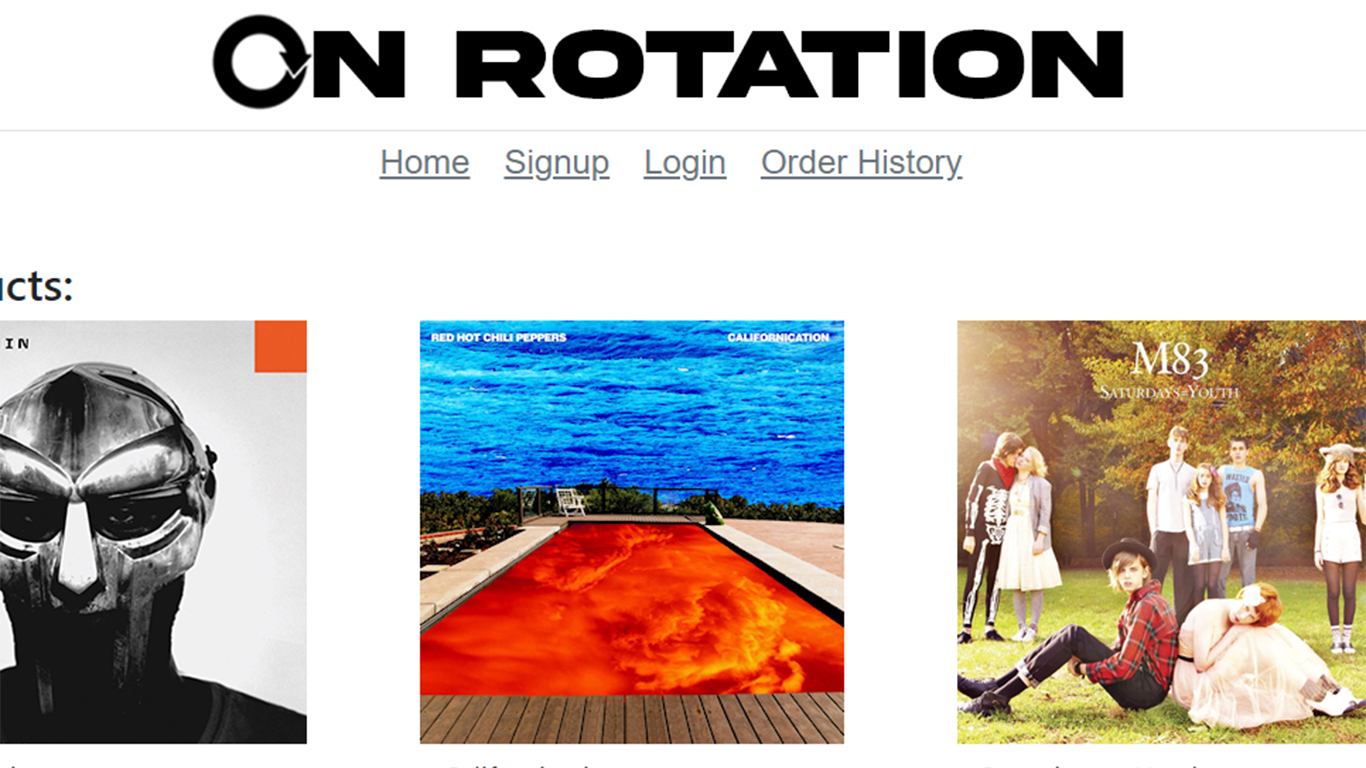 ON ROTATION
Home Signup Login Order History
ucts:
IN
RED HOT CHILI PEPPERS CALIFORNICATION
M83
SATURDAYS=YOUTH